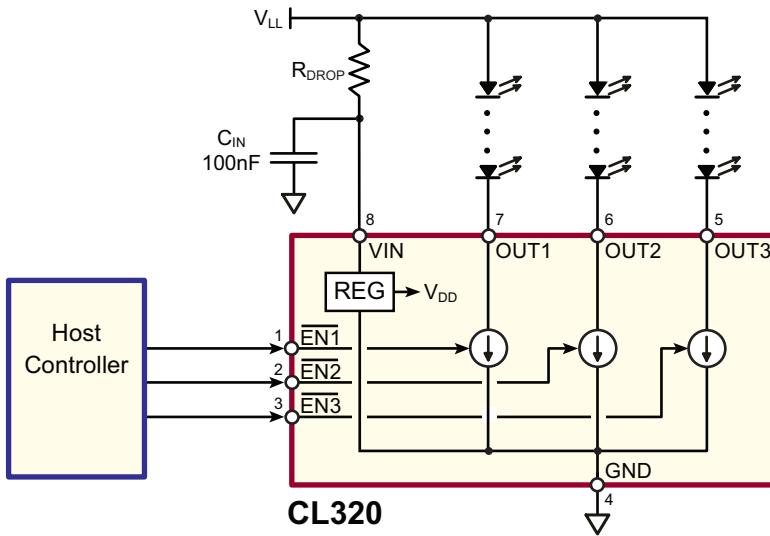 VLL
RDROP
CIN
100nF
8
7
6
5
VIN
OUT1
OUT2
OUT3
REG
VDD
Host
Controller
1
EN1
2
EN2
3
EN3
GND
4
CL320